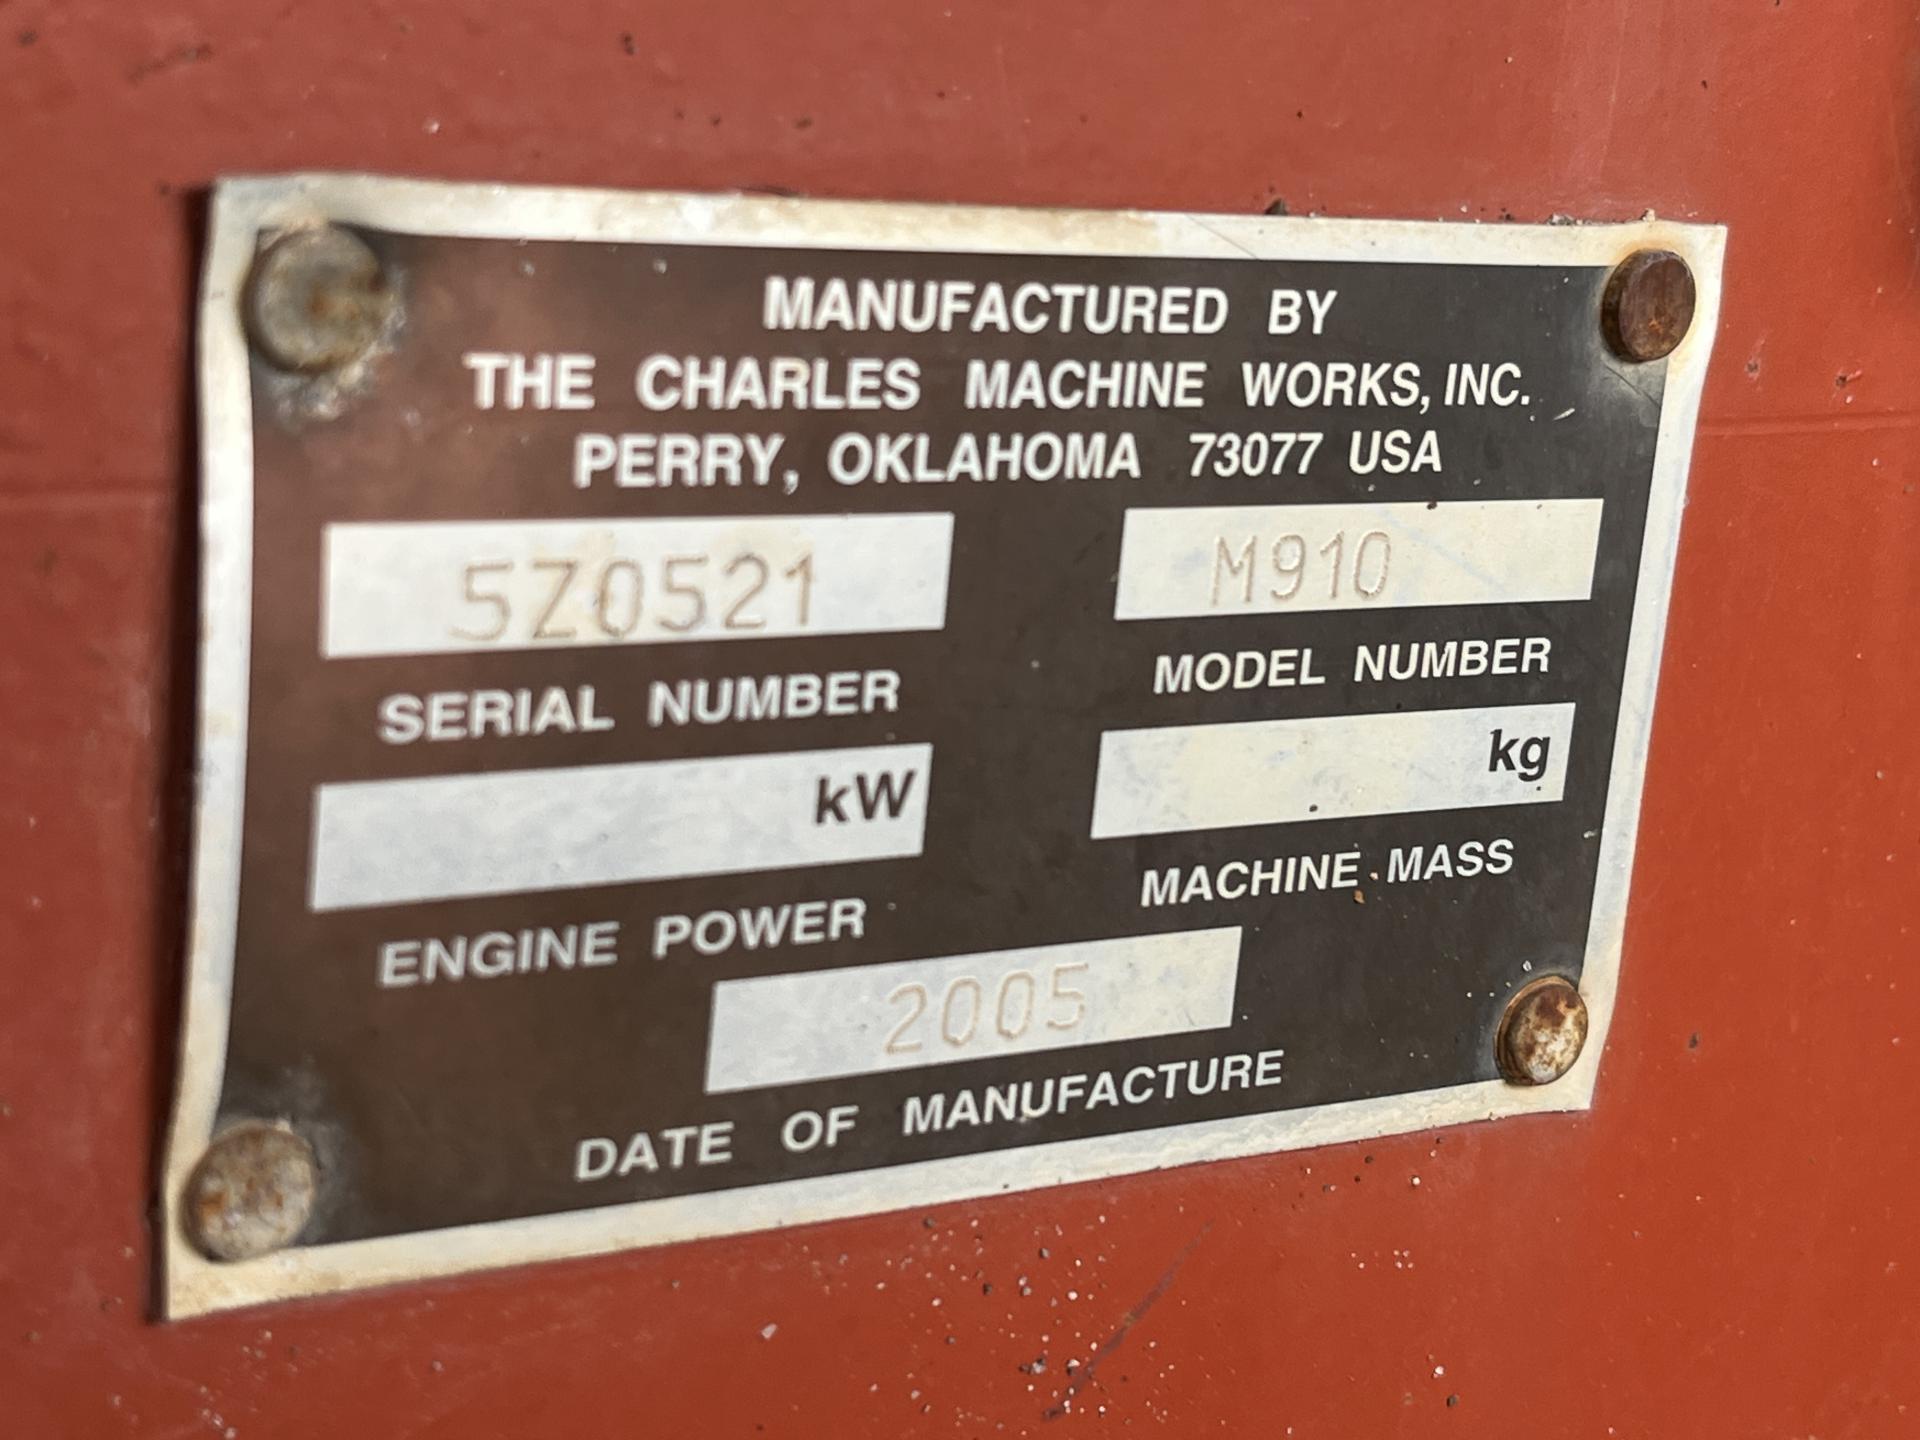 MANUFACTURED BY
THE CHARLES MACHINE WORKS, INC.
PERRY, OKLAHOMA 73077 USA
5Z0521 M910
SERIAL NUMBER MODEL NUMBER
kW kg
ENGINE POWER MACHINE MASS
2005
DATE OF MANUFACTURE